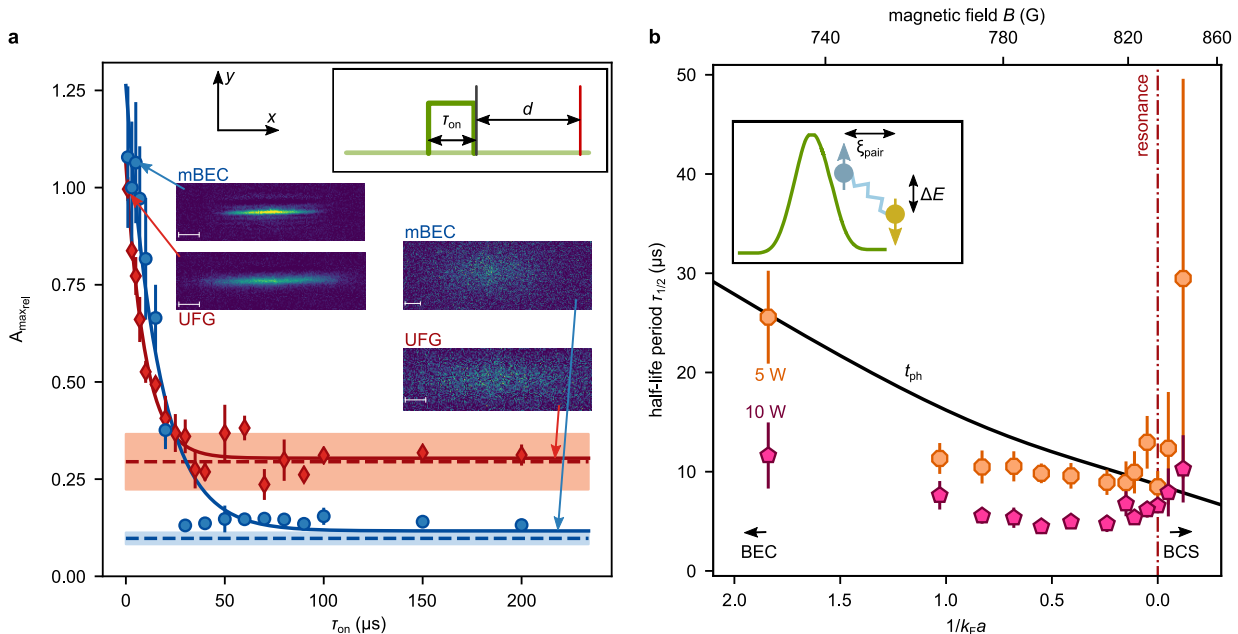 a
y
x
τon
d
mBEC
UFG
mBEC
UFG
Amaxrel
1.25
1.00
0.75
0.50
0.25
0.00
0
50
100
150
200
τon (μs)
b
magnetic field B (G)
740
780
820
860
resonance
ξpair
ΔE
half-life period τ1/2 (μs)
50
40
30
20
10
0
tph
5 W
10 W
BEC
BCS
2.0
1.5
1.0
0.5
0.0
1/kFa